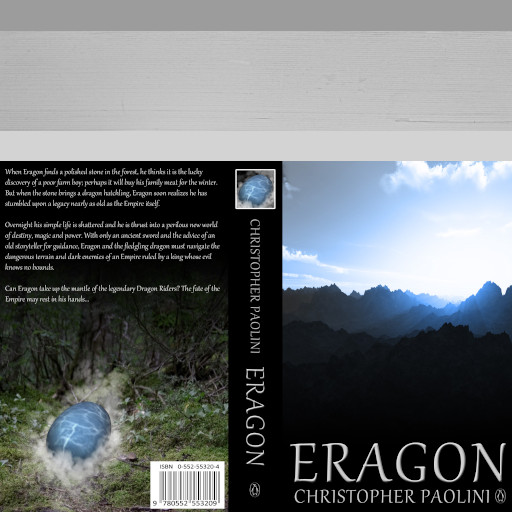 When Eragon finds a polished stone in the forest, he thinks it is the lucky
discovery of a poor farm boy; perhaps it will buy his family meat for the winter.
But when the stone brings a dragon hatchling, Eragon soon realizes he has
stumbled upon a legacy nearly as old as the Empire itself.
Overnight his simple life is shattered and he is thrust into a perilous new world
of destiny, magic and power. With only an ancient sword and the advice of an
old storyteller for guidance, Eragon and the fledgling dragon must navigate the
dangerous terrain and dark enemies of an Empire ruled by a king whose evil
knows no bounds.
Can Eragon take up the mantle of the legendary Dragon Riders? The fate of the
Empire may rest in his hands...
ISBN 0-552-55320-4
9 780552 553209
CHRISTOPHER PAOLINI
ERAGON
ERAGON
CHRISTOPHER PAOLINI